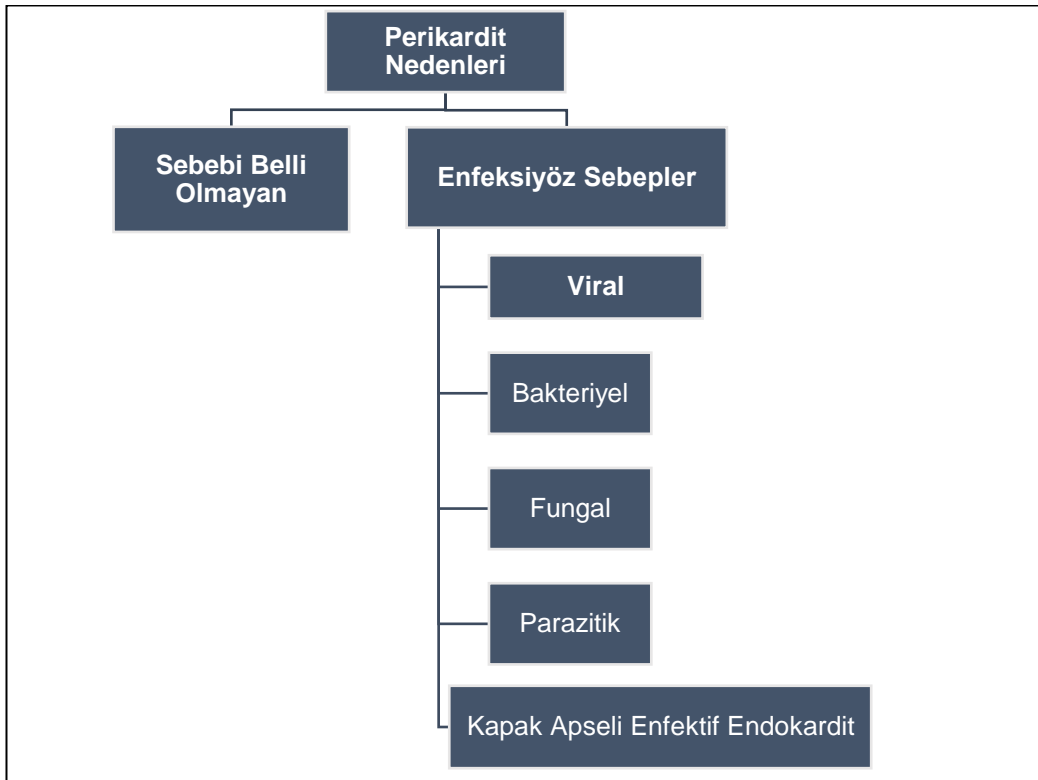 Perikardit
Nedenleri
Sebebi Belli
Olmayan
Enfeksiyöz Sebepler
Viral
Bakteriyel
Fungal
Parazitik
Kapak Apseli Enfektif Endokardit